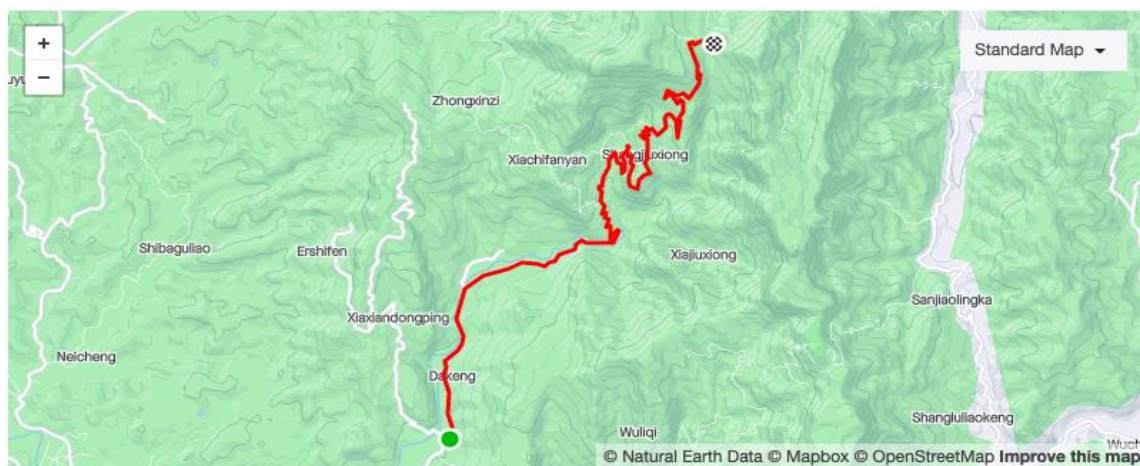 +
−
Standard Map
Zhongxinzi
Xiachifanyan
Shibaguliao
Ershifen
Xiajiuxiong
Sanjiaolingka
Xiaxiandongping
Neicheng
Dakeng
Shangluliaokeng
Wuliqi
© Natural Earth Data © Mapbox © OpenStreetMap Improve this map